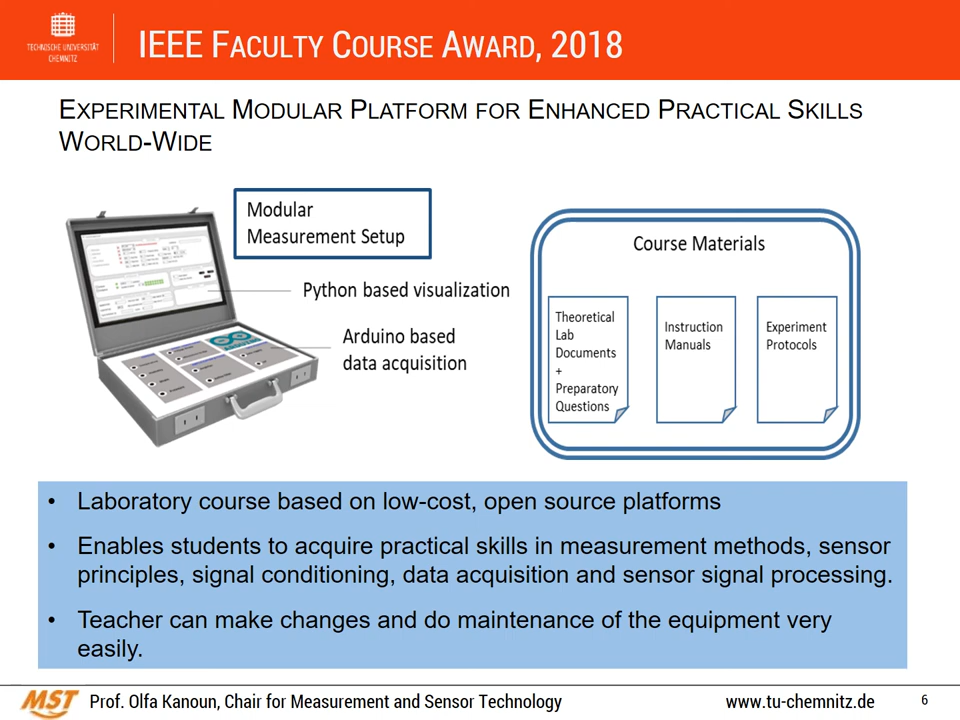 TECHNISCHE UNIVERSITÄT
CHEMNITZ
IEEE FACULTY COURSE AWARD, 2018
EXPERIMENTAL MODULAR PLATFORM FOR ENHANCED PRACTICAL SKILLS
WORLD-WIDE
Modular
Measurement Setup
Python based visualization
Arduino based
data acquisition
Course Materials
Theoretical
Lab
Documents
+
Preparatory
Questions
Instruction
Manuals
Experiment
Protocols
• Laboratory course based on low-cost, open source platforms
• Enables students to acquire practical skills in measurement methods, sensor
principles, signal conditioning, data acquisition and sensor signal processing.
• Teacher can make changes and do maintenance of the equipment very
easily.
MST
Prof. Olfa Kanoun, Chair for Measurement and Sensor Technology
www.tu-chemnitz.de
6